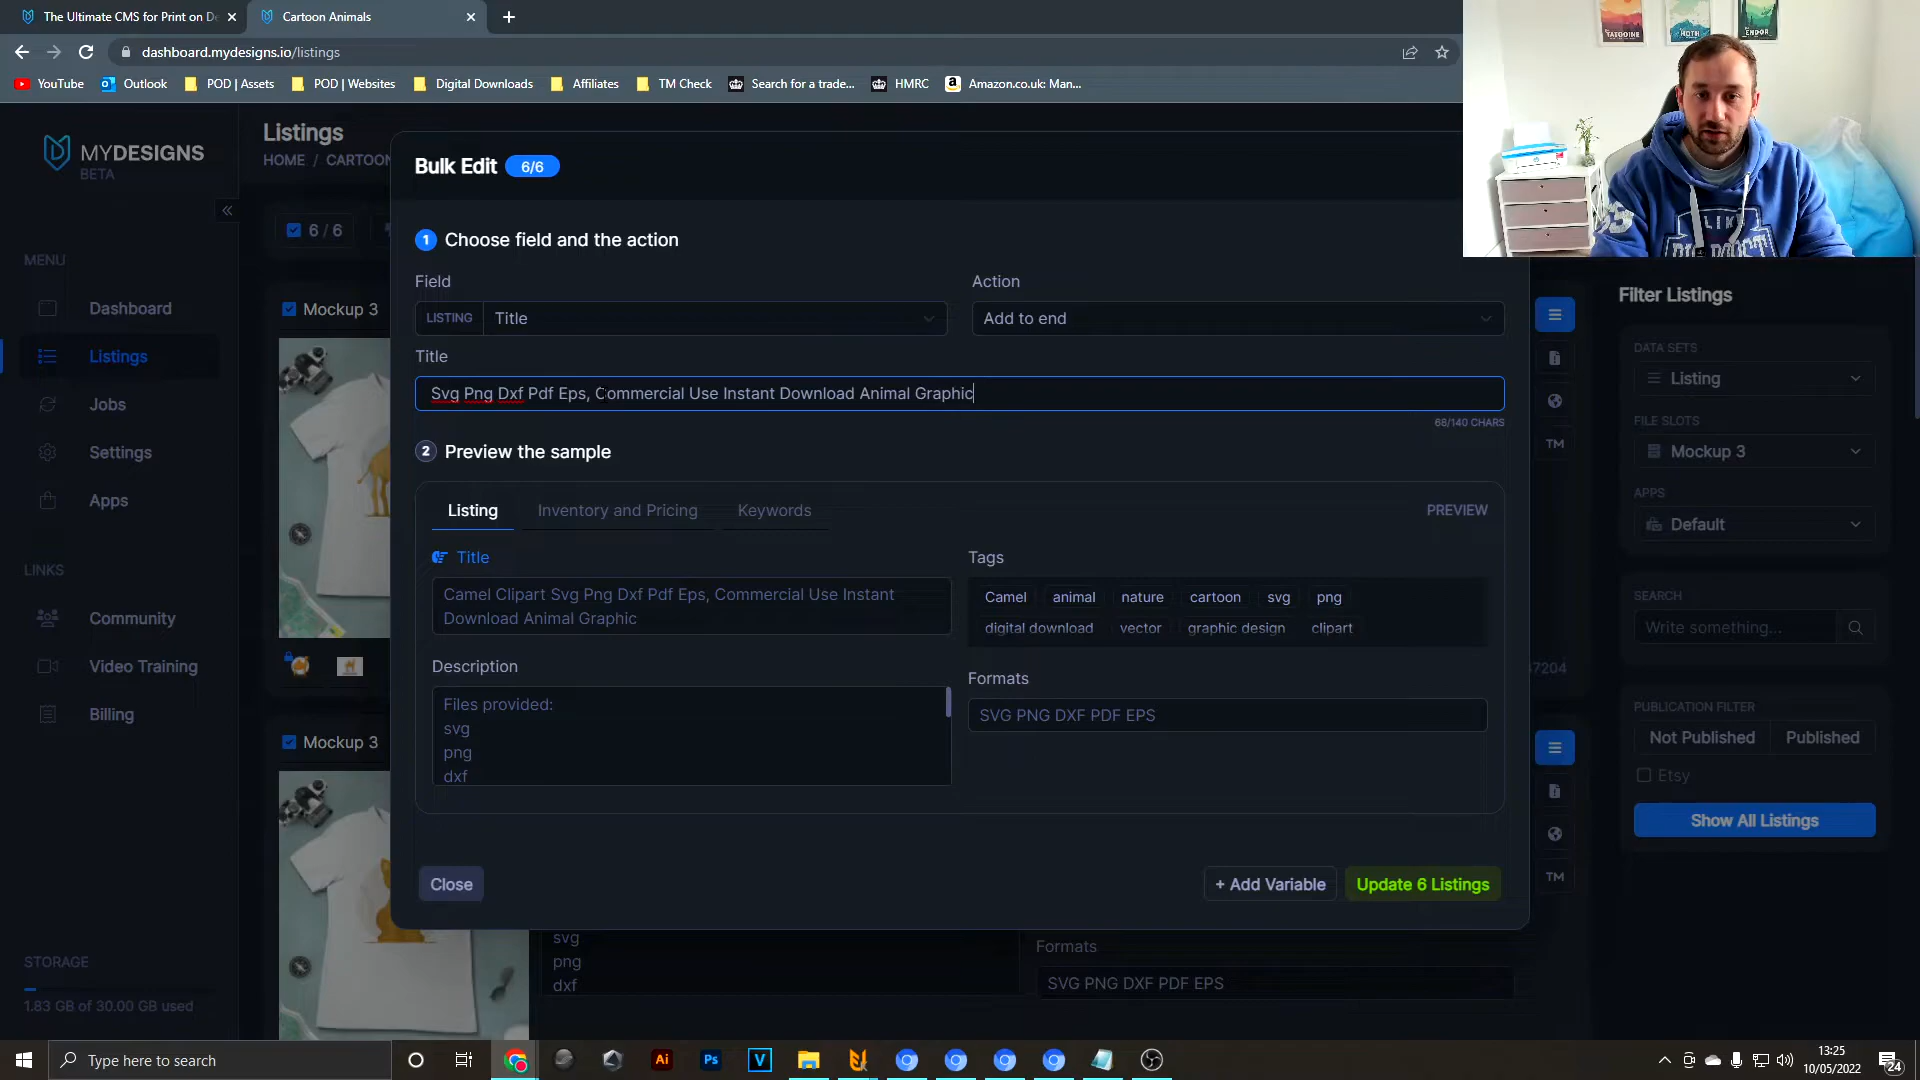 The Ultimate CMS for Print on De
Cartoon Animals
dashboard.mydesigns.io/listings
YouTube
Outlook
POD | Assets
POD | Websites
Digital Downloads
Affiliates
TM Check
Search for a trade...
HMRC
Amazon.co.uk: Man...
TATOOINE
HOTH
ENDOR
MYDESIGNS
BETA
Listings
HOME / CARTOON
6 / 6
Bulk Edit 6/6
1 Choose field and the action
Field
Action
LISTING Title
Add to end
Title
Svg Png Dxf Pdf Eps, Commercial Use Instant Download Animal Graphic
68/140 CHARS
2 Preview the sample
Listing
Inventory and Pricing
Keywords
PREVIEW
Title
Camel Clipart Svg Png Dxf Pdf Eps, Commercial Use Instant
Download Animal Graphic
Tags
Camel animal nature cartoon svg png
digital download vector graphic design clipart
Description
Files provided:
svg
png
dxf
Formats
SVG PNG DXF PDF EPS
Close
+ Add Variable
Update 6 Listings
MENU
Dashboard
Listings
Jobs
Settings
Apps
LINKS
Community
Video Training
Billing
STORAGE
1.83 GB of 30.00 GB used
Mockup 3
Mockup 3
svg
png
dxf
Formats
SVG PNG DXF PDF EPS
TM
47204
TM
Filter Listings
DATA SETS
Listing
FILE SLOTS
Mockup 3
APPS
Default
SEARCH
Write something...
PUBLICATION FILTER
Not Published
Published
Etsy
Show All Listings
Type here to search
Ai
Ps
V
13:25
10/05/2022
24